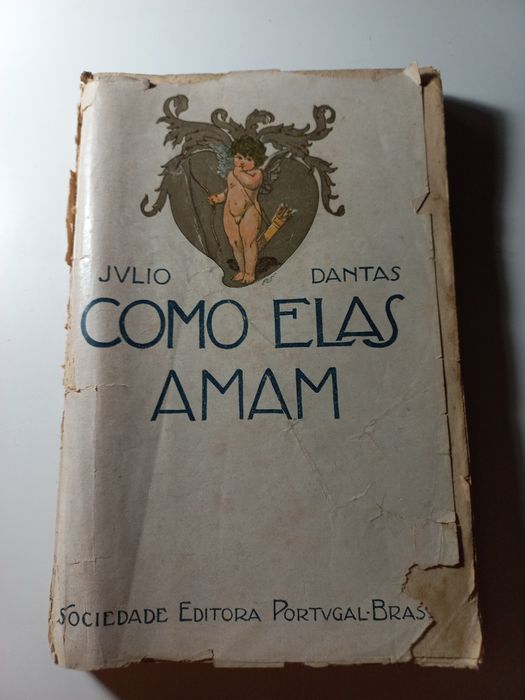 JVLIO DANTAS
COMO ELAS
AMAM
SOCIEDADE EDITORA PORTVGAL-BRAS